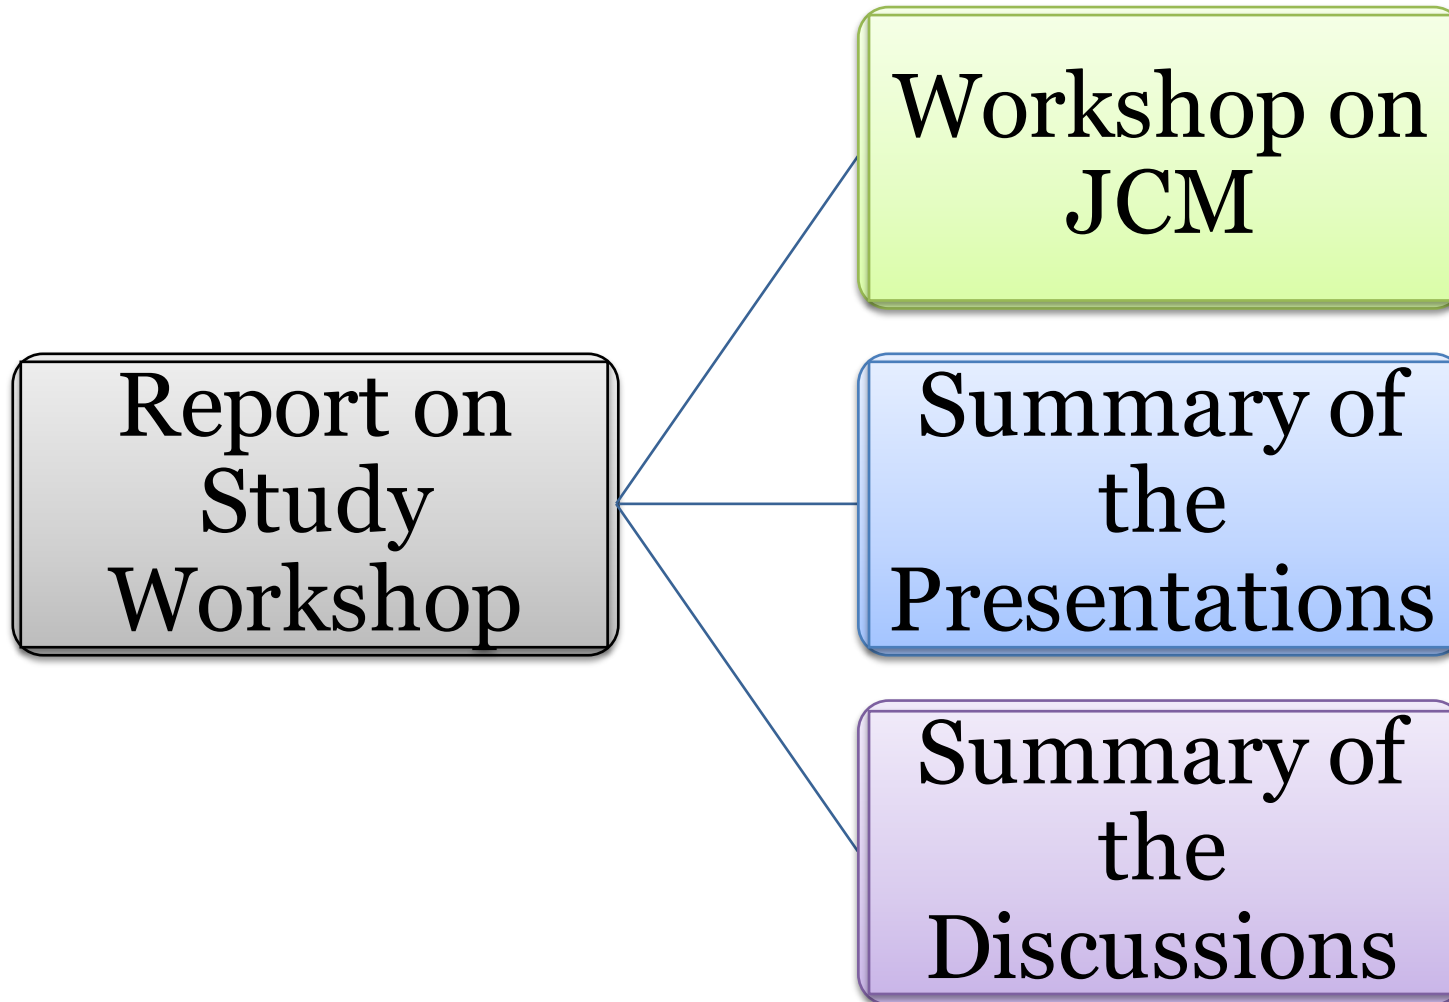 Report on
Study
Workshop
Workshop on
JCM
Summary of
the
Presentations
Summary of
the
Discussions